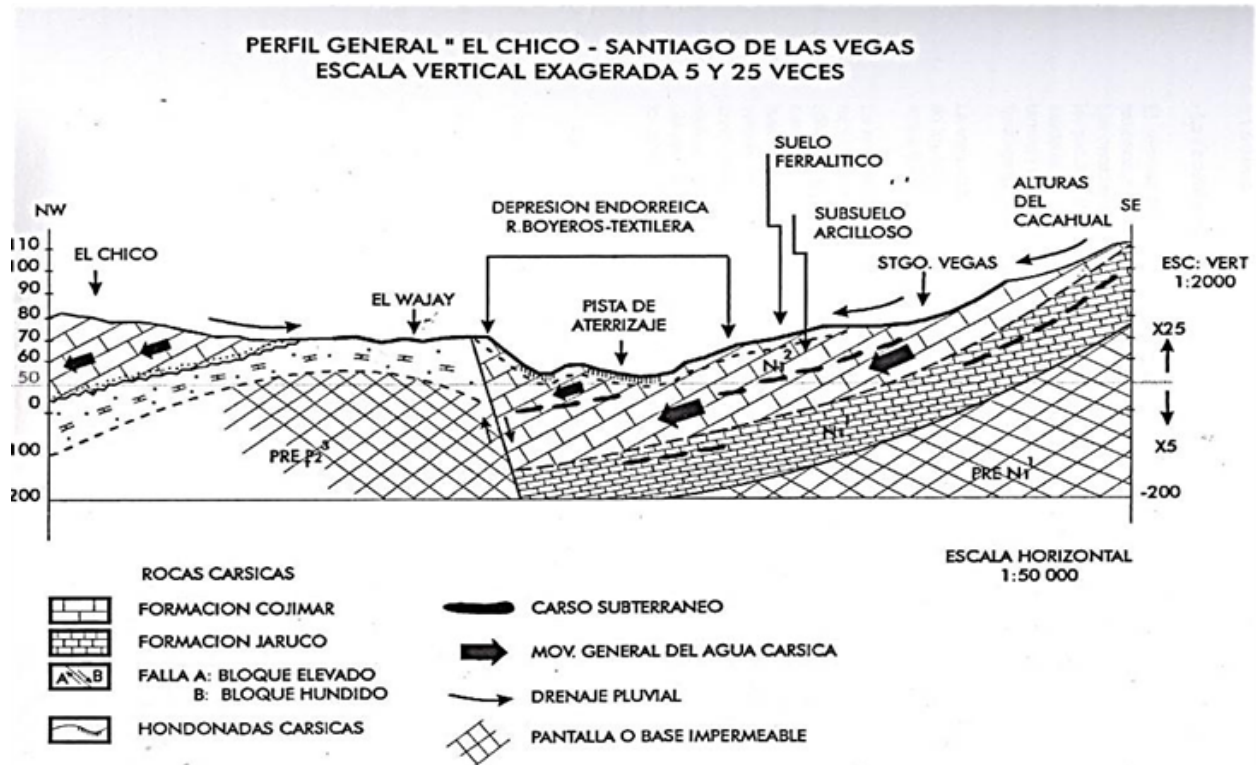 PERFIL GENERAL " EL CHICO - SANTIAGO DE LAS VEGAS
ESCALA VERTICAL EXAGERADA 5 Y 25 VECES
NW
110
100
90
80
70
60
50
0
100
200
EL CHICO
EL WAJAY
DEPRESION ENDORREICA
R.BOYEROS-TEXTILERA
PISTA DE
ATERRIZAJE
SUELO
FERRALITICO
SUBSUELO
ARCILLOSO
STGO. VEGAS
ALTURAS
DEL
CACAHUAL
SE
ESC: VERT
1:2000
X25
X5
-200
N1 2
N1 1
PRE N1 1
ESCALA HORIZONTAL
1:50 000
ROCAS CARSICAS
FORMACION COJIMAR
FORMACION JARUCO
A B
FALLA A: BLOQUE ELEVADO
B: BLOQUE HUNDIDO
HONDONADAS CARSICAS
CARSO SUBTERRANEO
MOV. GENERAL DEL AGUA CARSICA
DRENAJE PLUVIAL
PANTALLA O BASE IMPERMEABLE